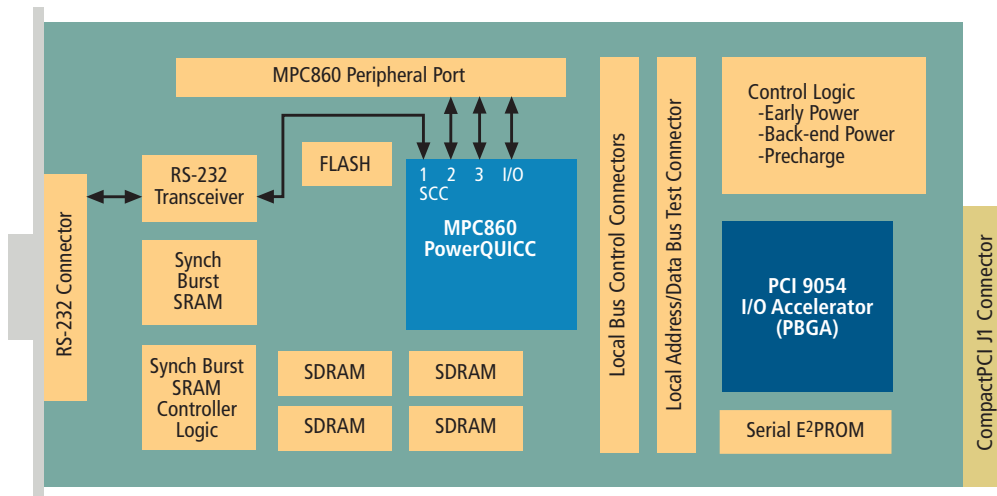 MPC860 Peripheral Port
Control Logic
-Early Power
-Back-end Power
-Precharge
RS-232
Transceiver
FLASH
1 2 3 I/O
SCC
MPC860
PowerQUICC
RS-232 Connector
Synch
Burst
SRAM
Local Bus Control Connectors
Local Address/Data Bus Test Connector
PCI 9054
I/O Accelerator
(PBGA)
CompactPCI J1 Connector
Synch Burst
SRAM
Controller
Logic
SDRAM
SDRAM
SDRAM
SDRAM
Serial E²PROM